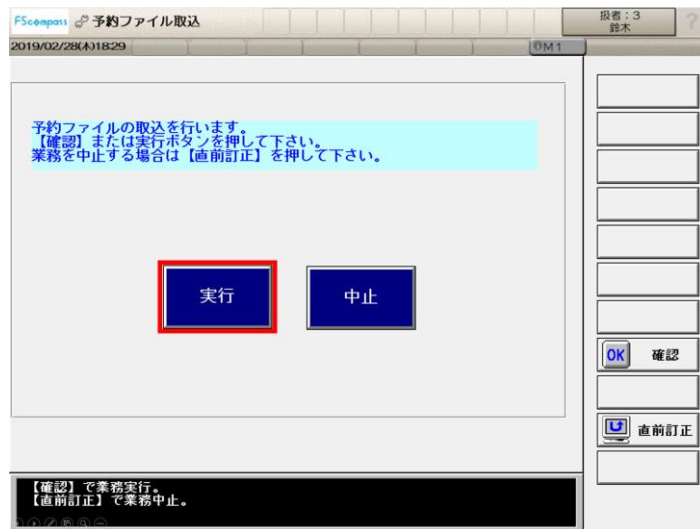 FScompass 予約ファイル取込
扱者：3
鈴木
?
2019/02/28(木)18:29
0M1
予約ファイルの取込を行います。
【確認】または実行ボタンを押して下さい。
業務を中止する場合は【直前訂正】を押して下さい。
実行
中止
OK 確認
直前訂正
【確認】で業務実行。
【直前訂正】で業務中止。